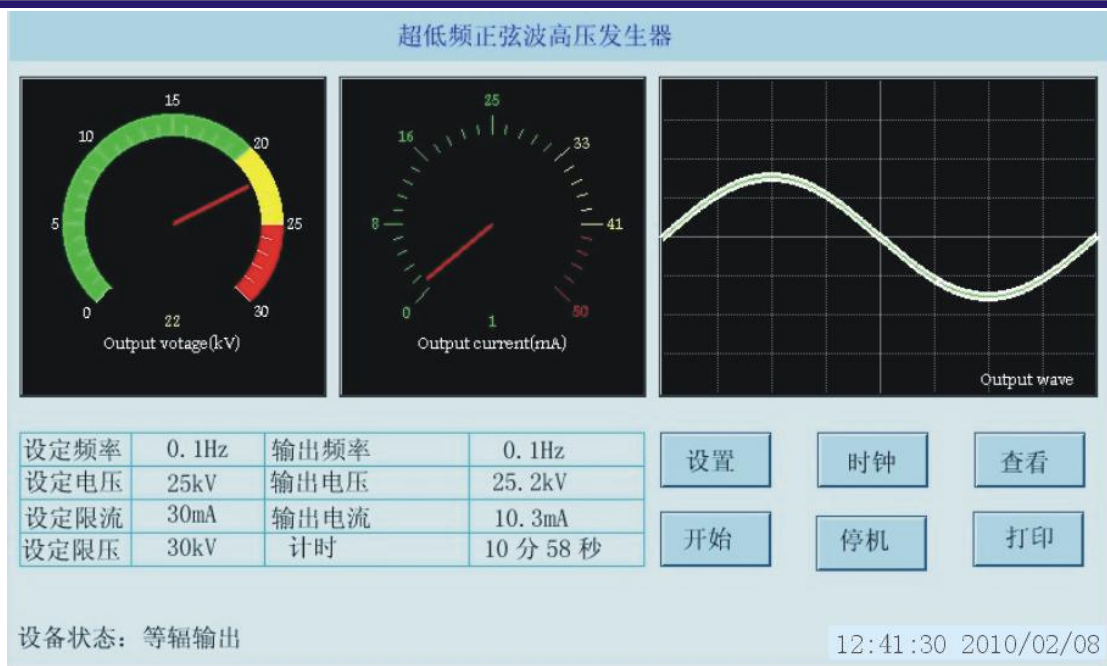 超低频正弦波高压发生器
0
5
10
15
20
25
30
22
Output votage(kV)
0
8
16
25
33
41
50
1
Output current(mA)
Output wave
设定频率 0.1Hz 输出频率 0.1Hz
设定电压 25kV 输出电压 25.2kV
设定限流 30mA 输出电流 10.3mA
设定限压 30kV 计时 10分58秒
设置 时钟 查看
开始 停机 打印
设备状态：等辐输出
12:41:30 2010/02/08